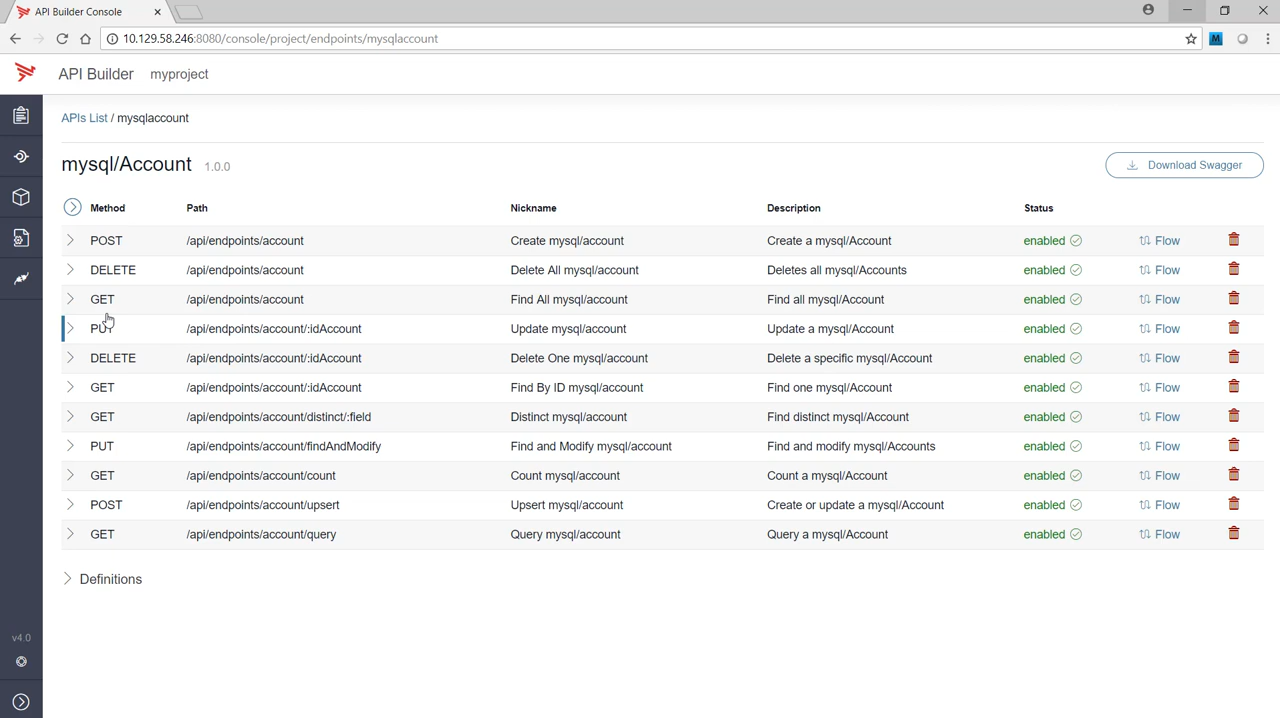 API Builder Console
10.129.58.246:8080/console/project/endpoints/mysqlaccount
M
API Builder myproject
APIs List / mysqlaccount
mysql/Account 1.0.0
Download Swagger
Method Path Nickname Description Status
POST /api/endpoints/account Create mysql/account Create a mysql/Account enabled Flow
DELETE /api/endpoints/account Delete All mysql/account Deletes all mysql/Accounts enabled Flow
GET /api/endpoints/account Find All mysql/account Find all mysql/Account enabled Flow
PUT /api/endpoints/account/:idAccount Update mysql/account Update a mysql/Account enabled Flow
DELETE /api/endpoints/account/:idAccount Delete One mysql/account Delete a specific mysql/Account enabled Flow
GET /api/endpoints/account/:idAccount Find By ID mysql/account Find one mysql/Account enabled Flow
GET /api/endpoints/account/distinct/:field Distinct mysql/account Find distinct mysql/Account enabled Flow
PUT /api/endpoints/account/findAndModify Find and Modify mysql/account Find and modify mysql/Accounts enabled Flow
GET /api/endpoints/account/count Count mysql/account Count a mysql/Account enabled Flow
POST /api/endpoints/account/upsert Upsert mysql/account Create or update a mysql/Account enabled Flow
GET /api/endpoints/account/query Query mysql/account Query a mysql/Account enabled Flow
Definitions
v4.0